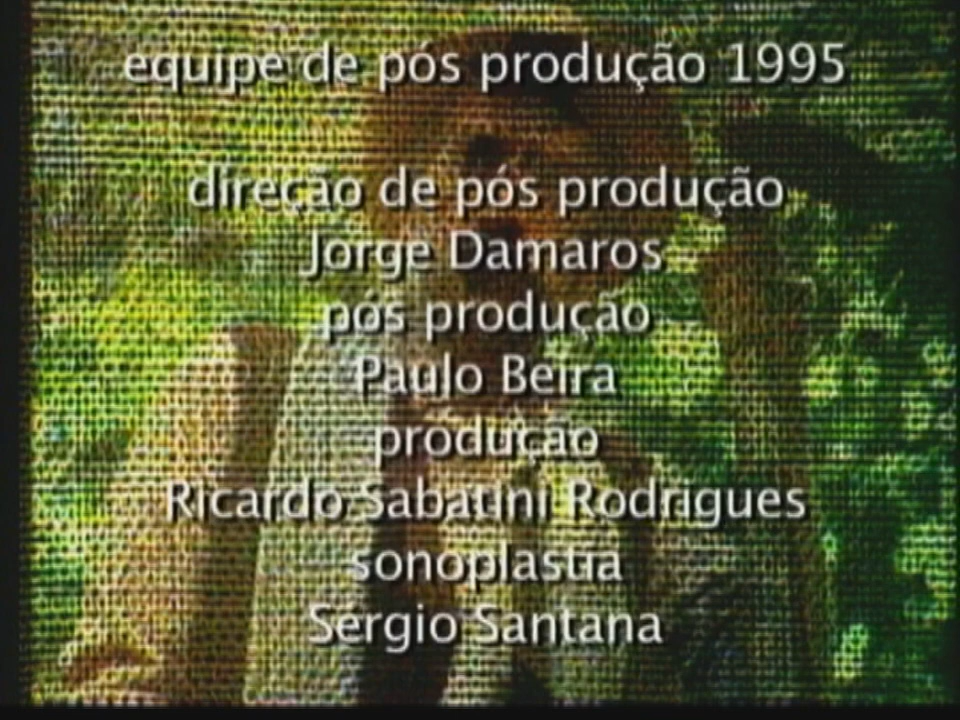 equipe de pós produção 1995
direção de pós produção
Jorge Damaros
pós produção
Paulo Beira
produção
Ricardo Sabatini Rodrigues
sonoplastia
Sérgio Santana